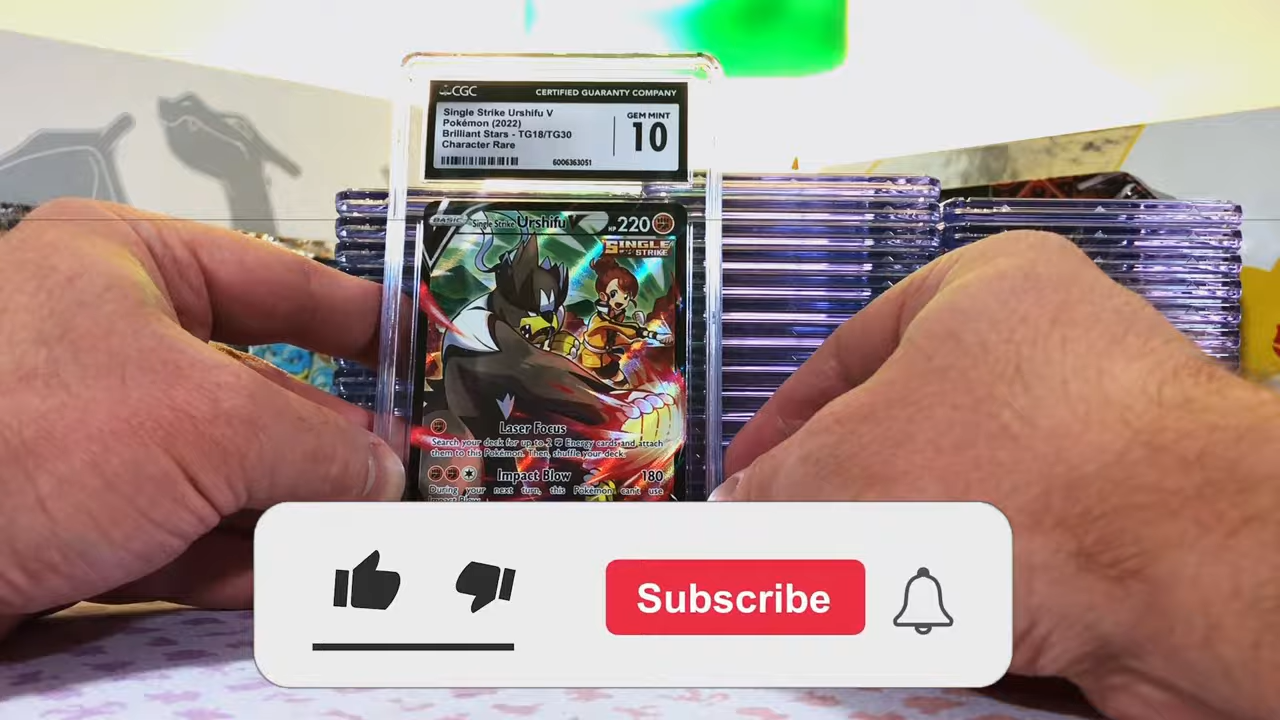 CGC CERTIFIED GUARANTY COMPANY
Single Strike Urshifu V
Pokémon (2022)
Brilliant Stars - TG18/TG30
Character Rare
GEM MINT
10
6006363051
BASIC Single Strike Urshifu V HP 220
SINGLE
STRIKE
Laser Focus
Search your deck for up to 2 Energy cards and attach
them to this Pokémon. Then, shuffle your deck.
Impact Blow 180
During your next turn, this Pokémon can't use
Impact Blow.
Subscribe